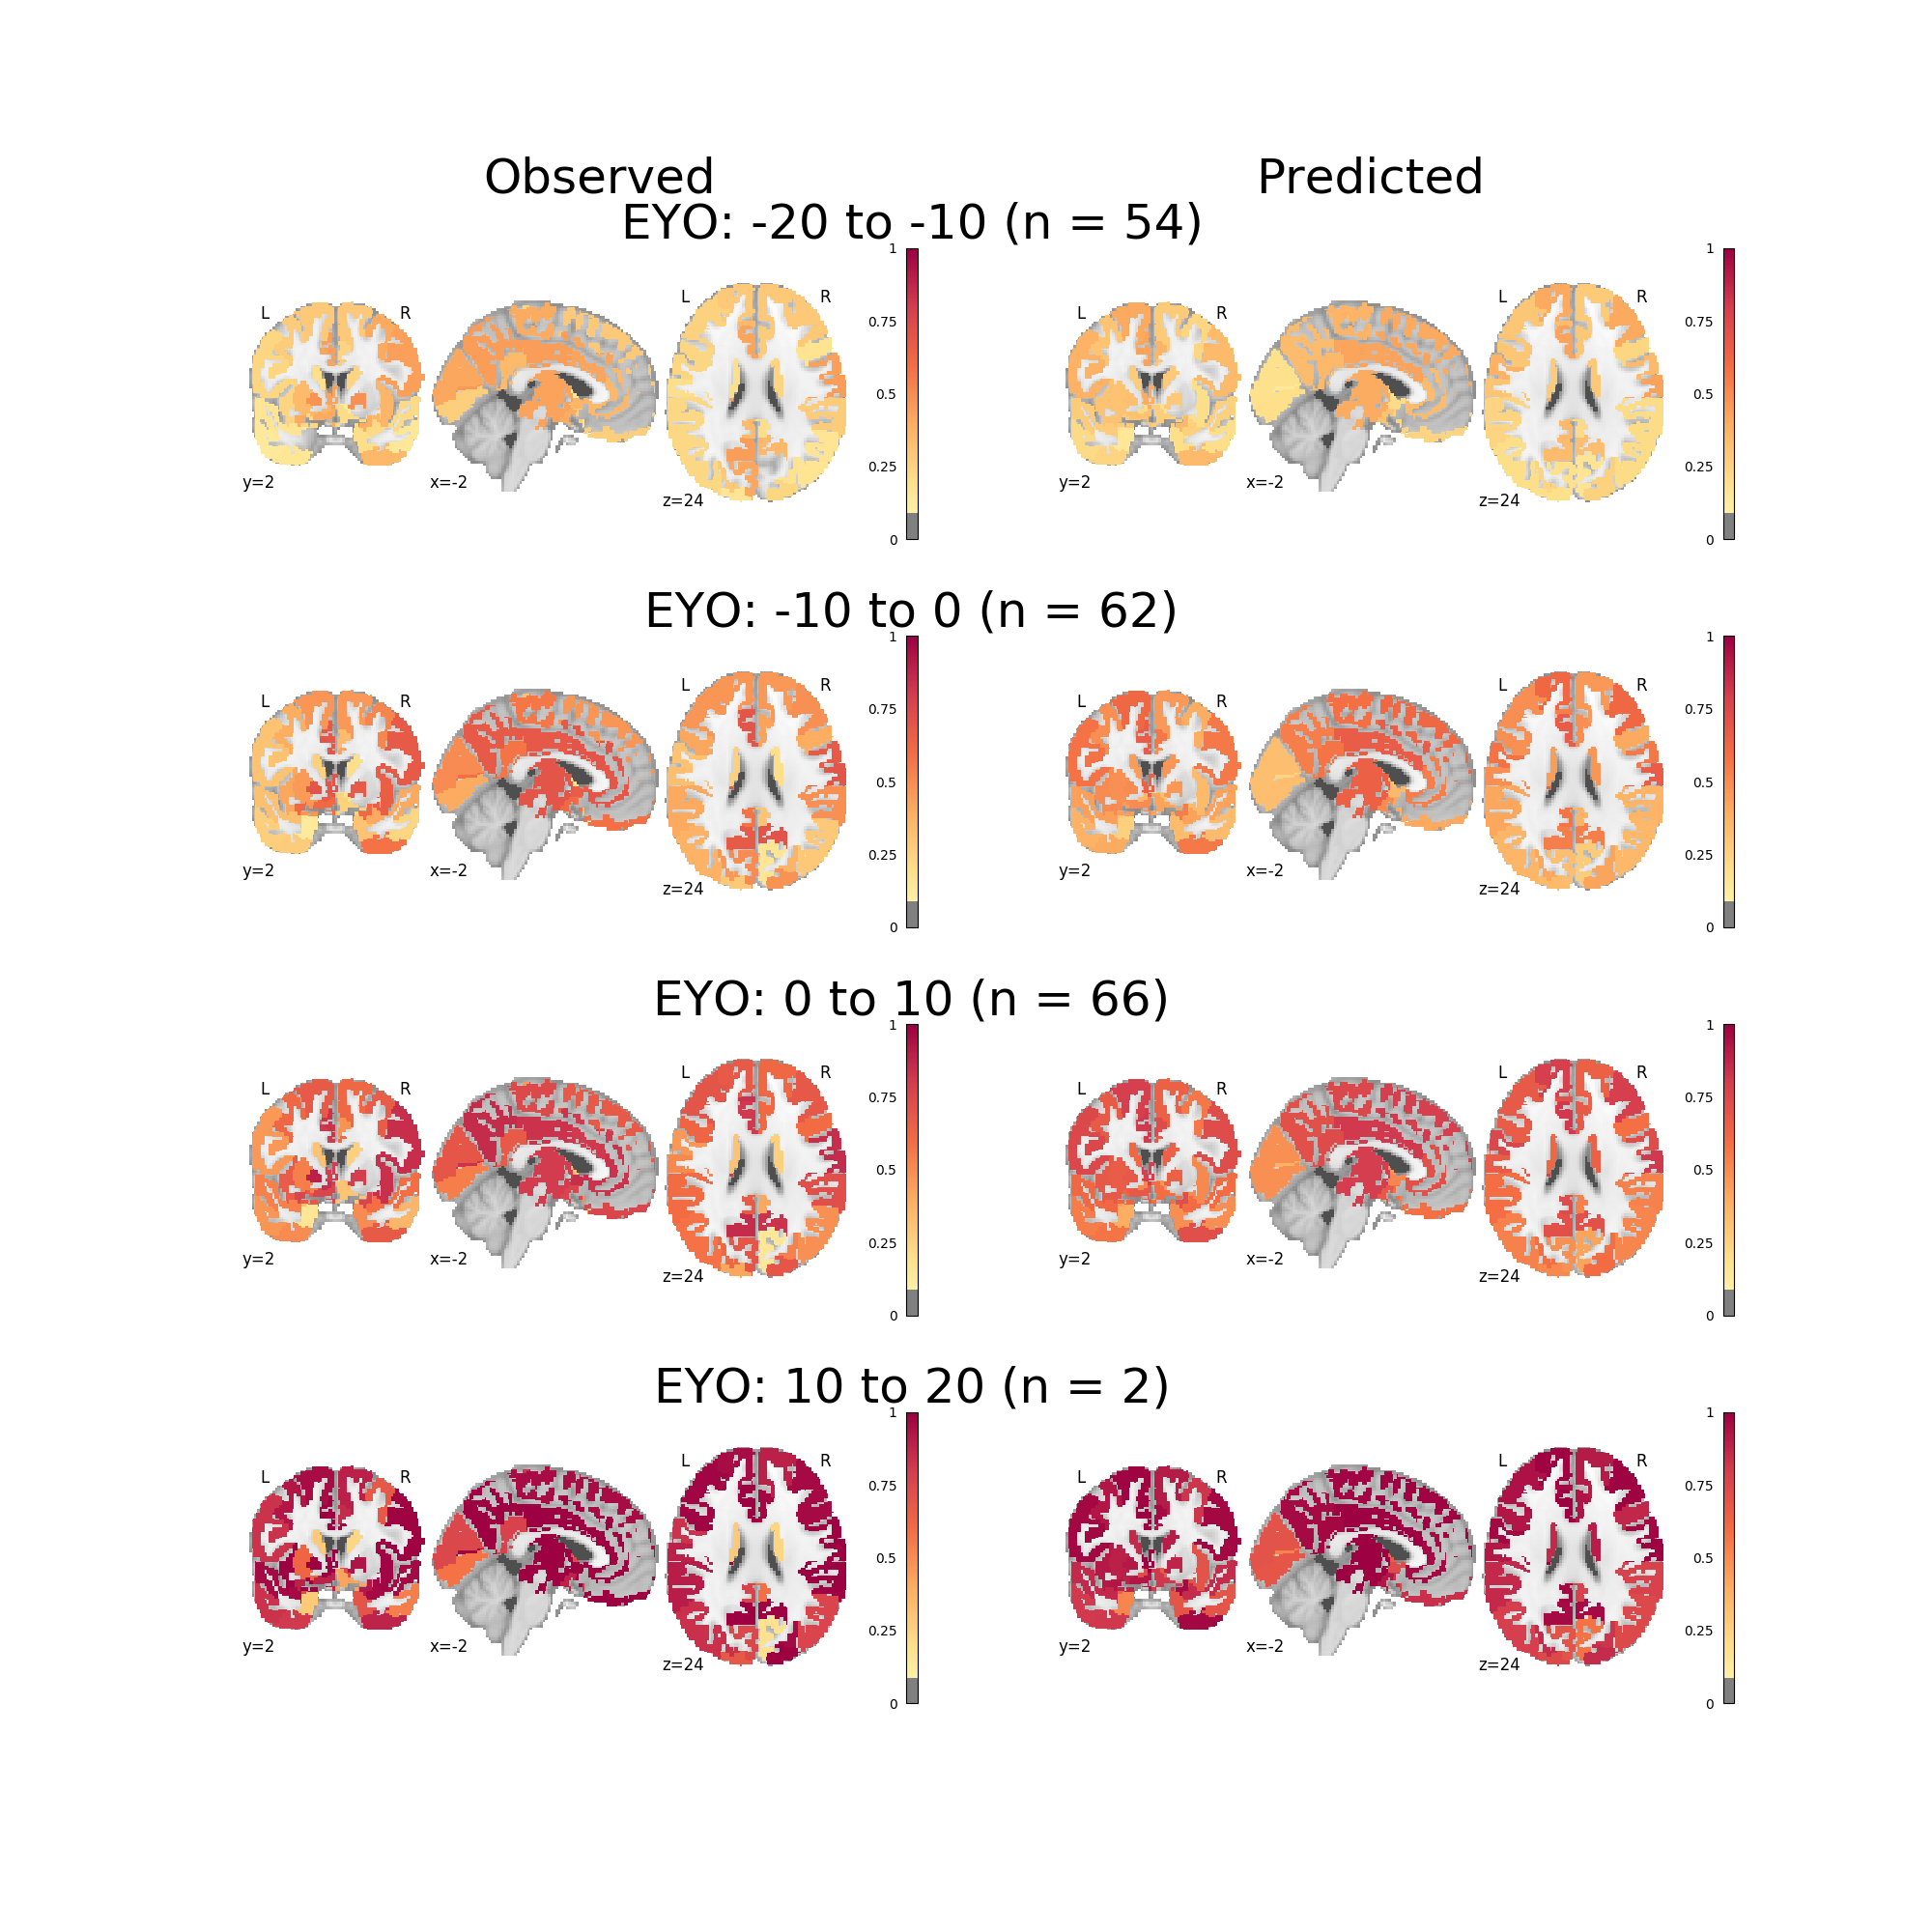 Observed Predicted
EYO: -20 to -10 (n = 54)
1 1
L R L R
L R L R
0.75 0.75
0.5 0.5
0.25 0.25
y=2 x=-2 y=2 x=-2
z=24 z=24
0 0
EYO: -10 to 0 (n = 62)
1 1
L R L R
L R L R
0.75 0.75
0.5 0.5
0.25 0.25
y=2 x=-2 y=2 x=-2
z=24 z=24
0 0
EYO: 0 to 10 (n = 66)
1 1
L R L R
L R L R
0.75 0.75
0.5 0.5
0.25 0.25
y=2 x=-2 y=2 x=-2
z=24 z=24
0 0
EYO: 10 to 20 (n = 2)
1 1
L R L R
L R L R
0.75 0.75
0.5 0.5
0.25 0.25
y=2 x=-2 y=2 x=-2
z=24 z=24
0 0